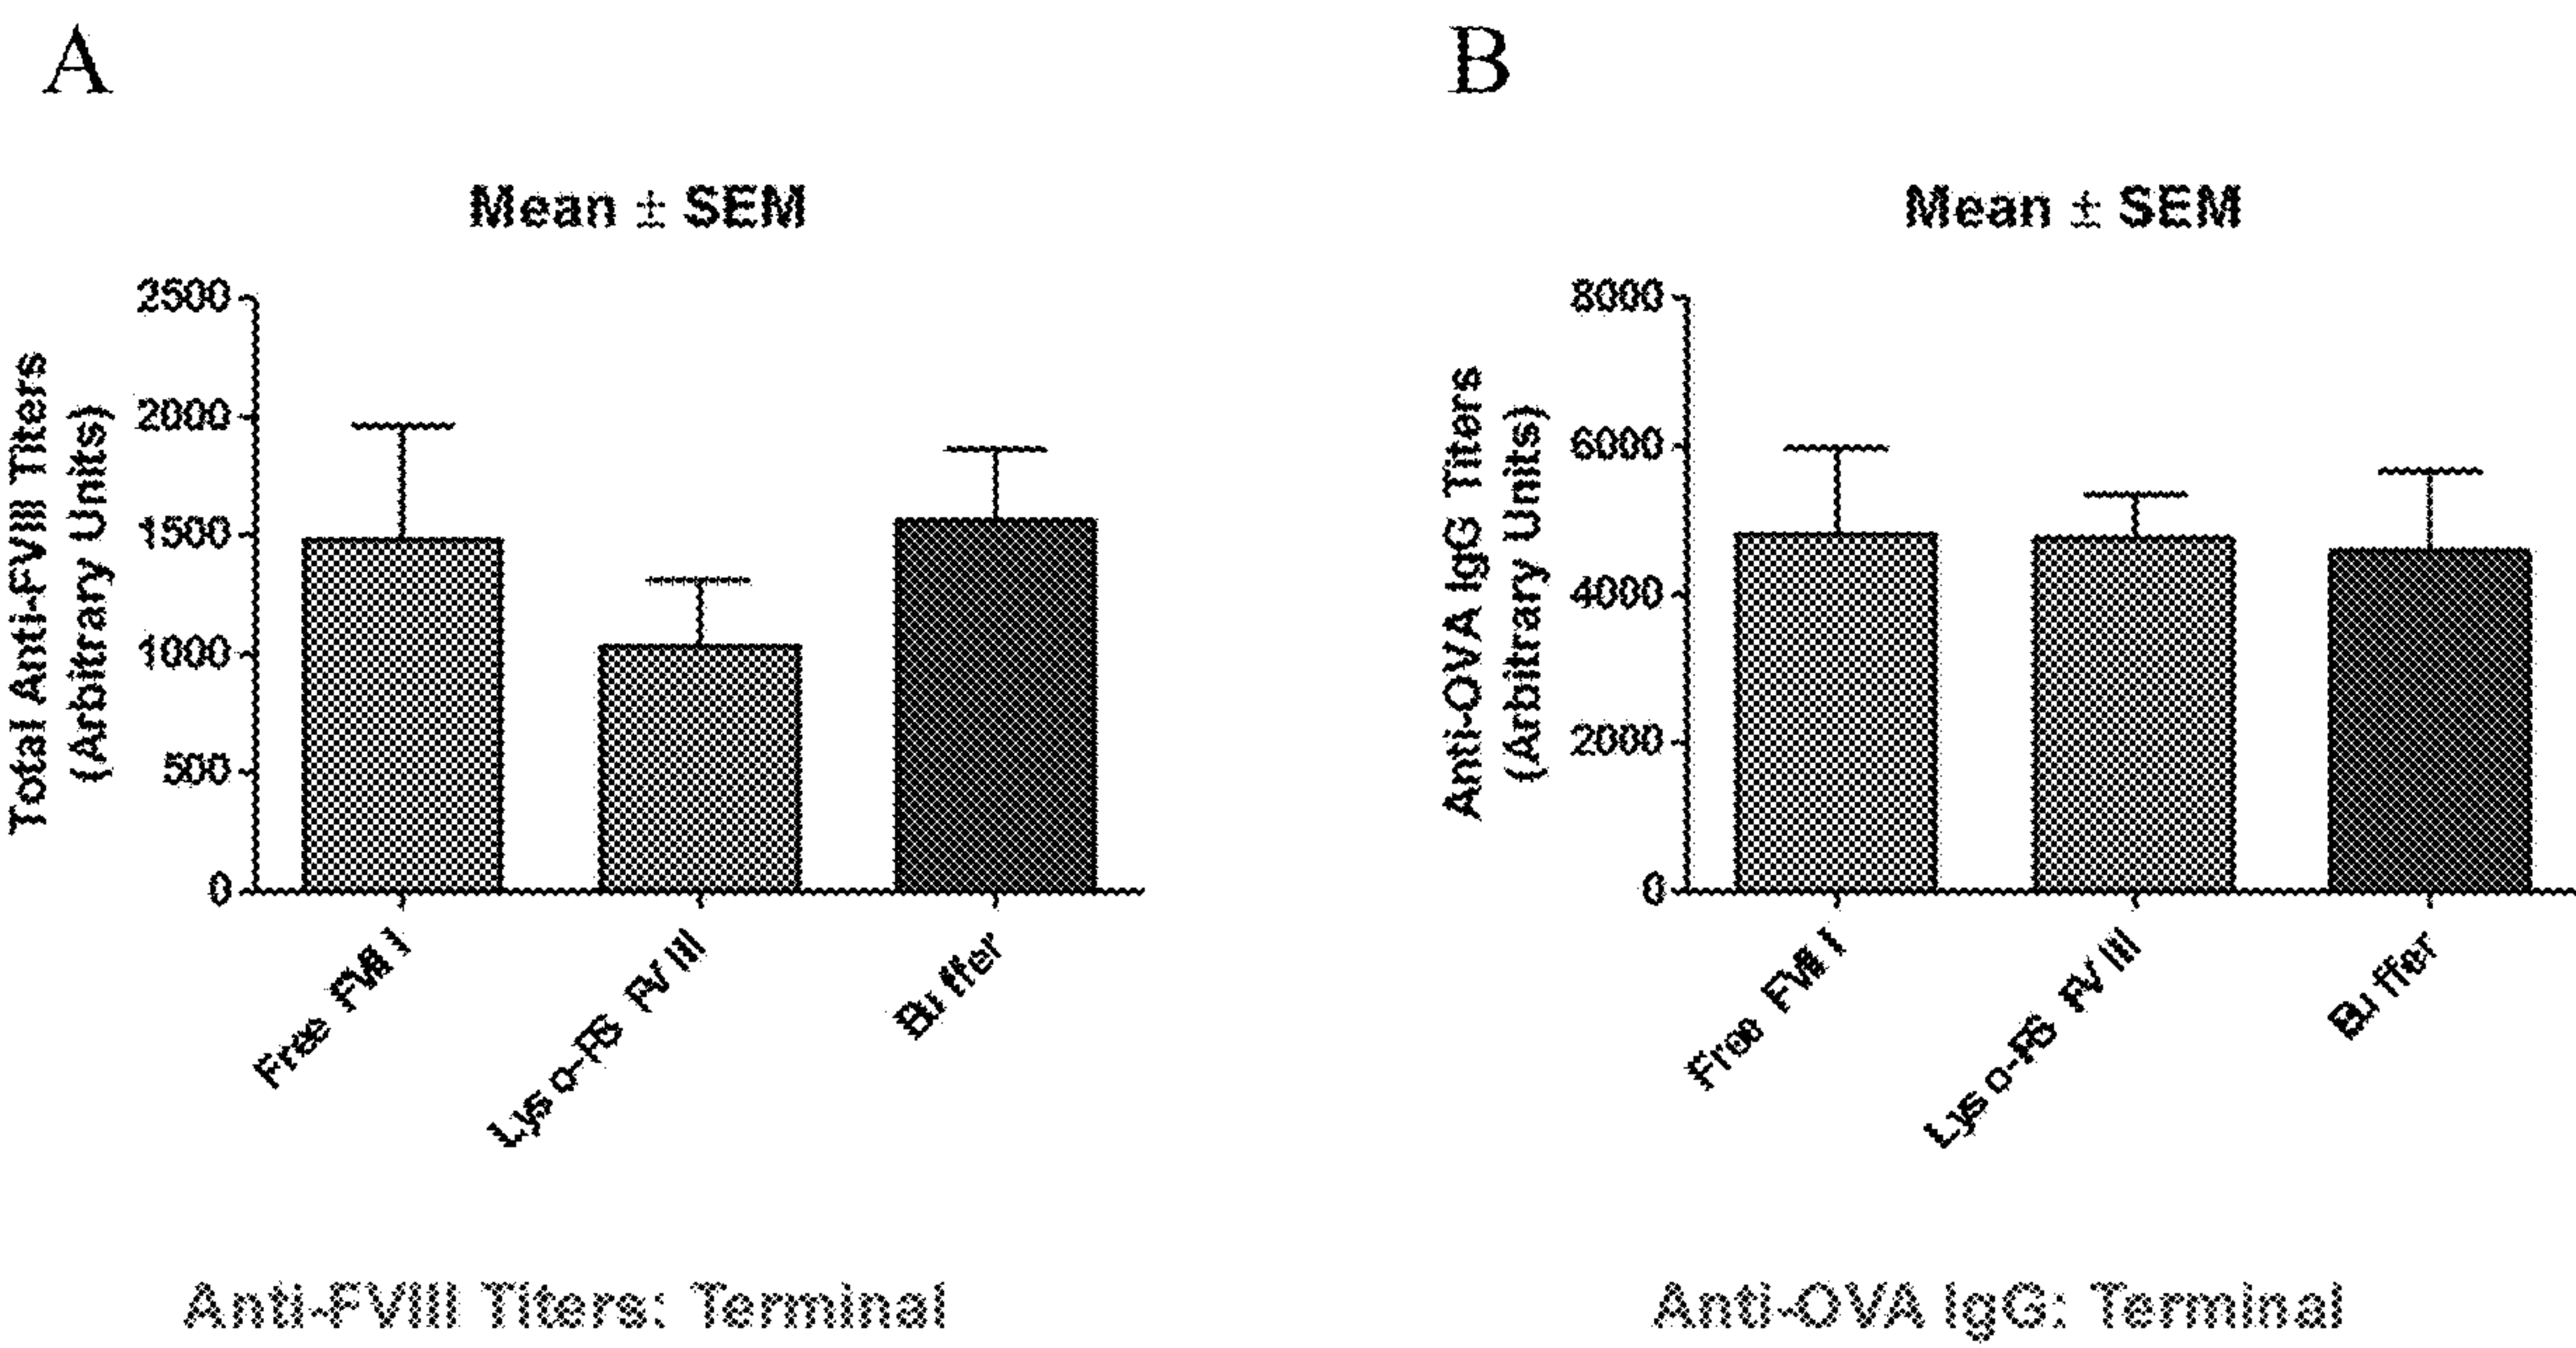 A
Mean ± SEM
2500
2000
1500
1000
500
0
Total Anti-FVIII Titers
(Arbitrary Units)
Free FVIII
Lyso-PS FVIII
Buffer
Anti-FVIII Titers: Terminal
B
Mean ± SEM
8000
6000
4000
2000
0
Anti-OVA IgG Titers
(Arbitrary Units)
Free FVIII
Lyso-PS FVIII
Buffer
Anti-OVA IgG: Terminal